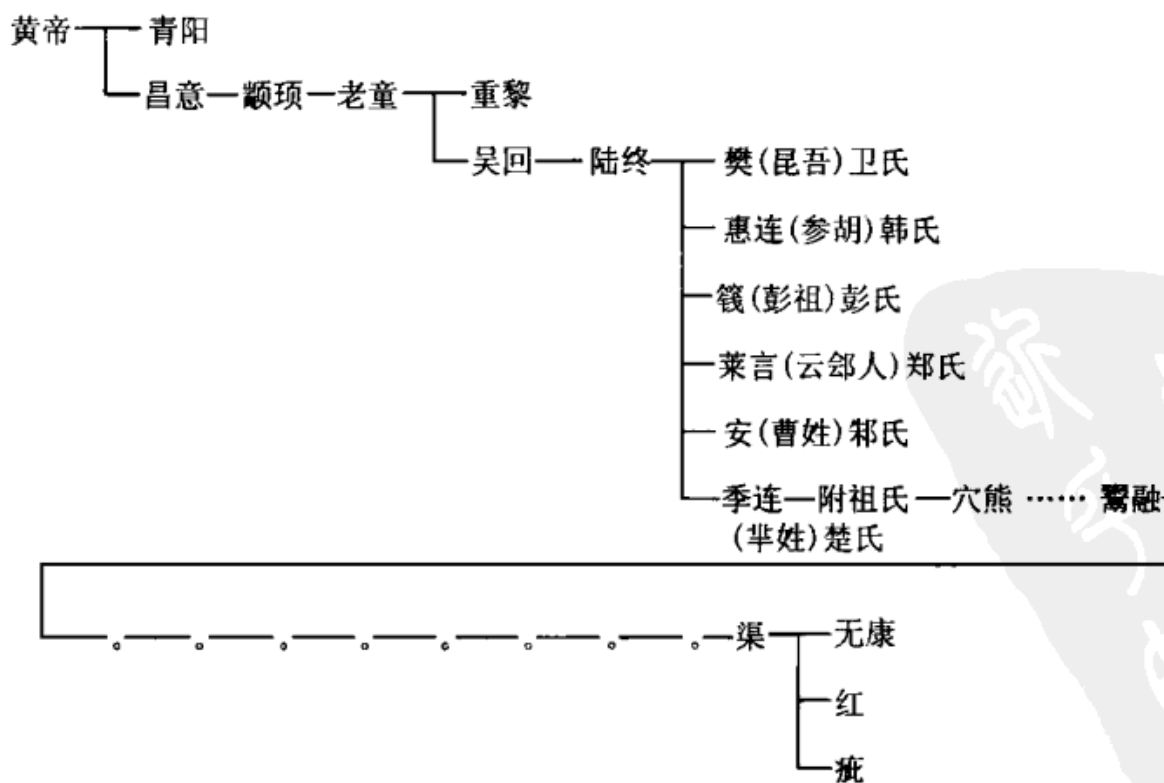 黄帝 青阳
昌意 颛顼 老童 重黎
吴回 陆终 樊(昆吾)卫氏
惠连(参胡)韩氏
篯(彭祖)彭氏
莱言(云郐人)郑氏
安(曹姓)邾氏
季连 附祖氏 穴熊 …… 鬻融
(芈姓)楚氏
。 。 。 。 。 。 。 。 渠 无康
红
疵